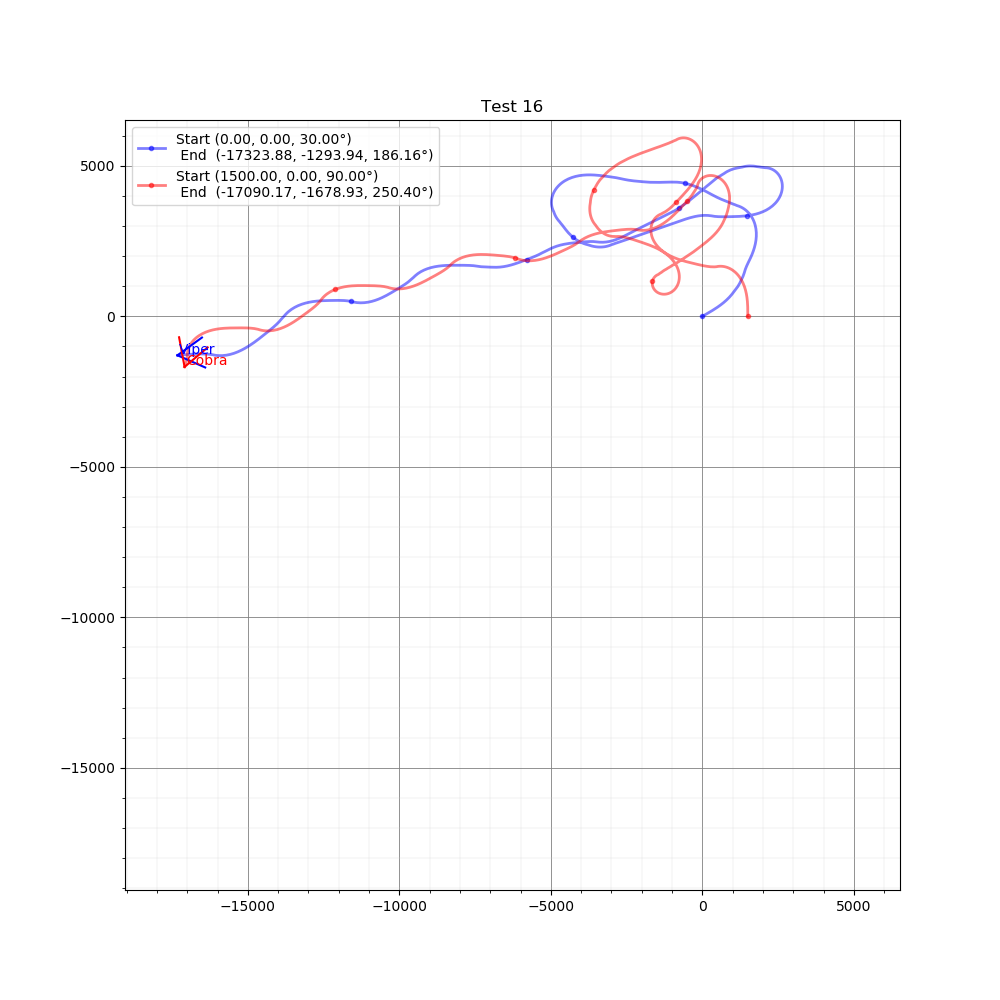 Test 16
Start (0.00, 0.00, 30.00°)
End (-17323.88, -1293.94, 186.16°)
Start (1500.00, 0.00, 90.00°)
End (-17090.17, -1678.93, 250.40°)
5000
0
−5000
−10000
−15000
Viper
Cobra
−15000 −10000 −5000 0 5000